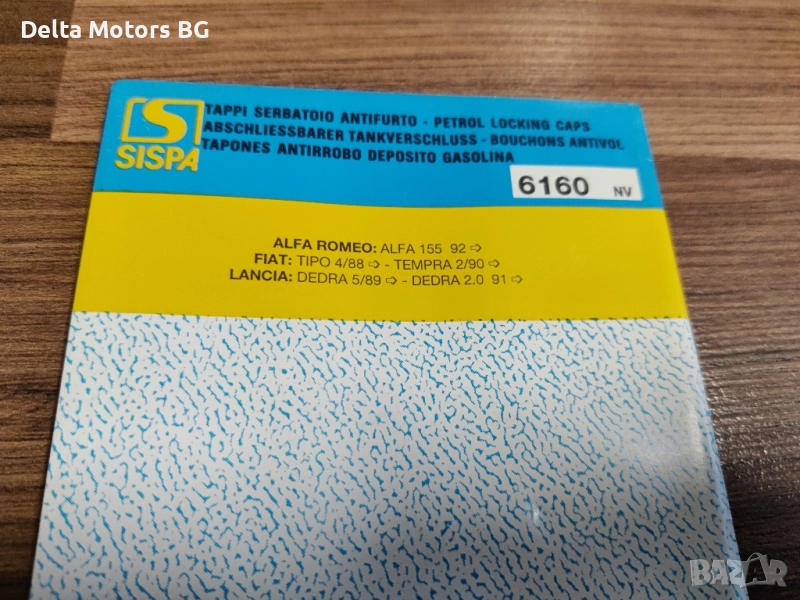 Delta Motors BG
SISPA
TAPPI SERBATOIO ANTIFURTO - PETROL LOCKING CAPS
ABSCHLIESSBARER TANKVERSCHLUSS - BOUCHONS ANTIVOL
TAPONES ANTIRROBO DEPOSITO GASOLINA
6160 NV
ALFA ROMEO: ALFA 155 92 ➩
FIAT: TIPO 4/88 ➩ - TEMPRA 2/90 ➩
LANCIA: DEDRA 5/89 ➩ - DEDRA 2.0 91 ➩
BAZAR